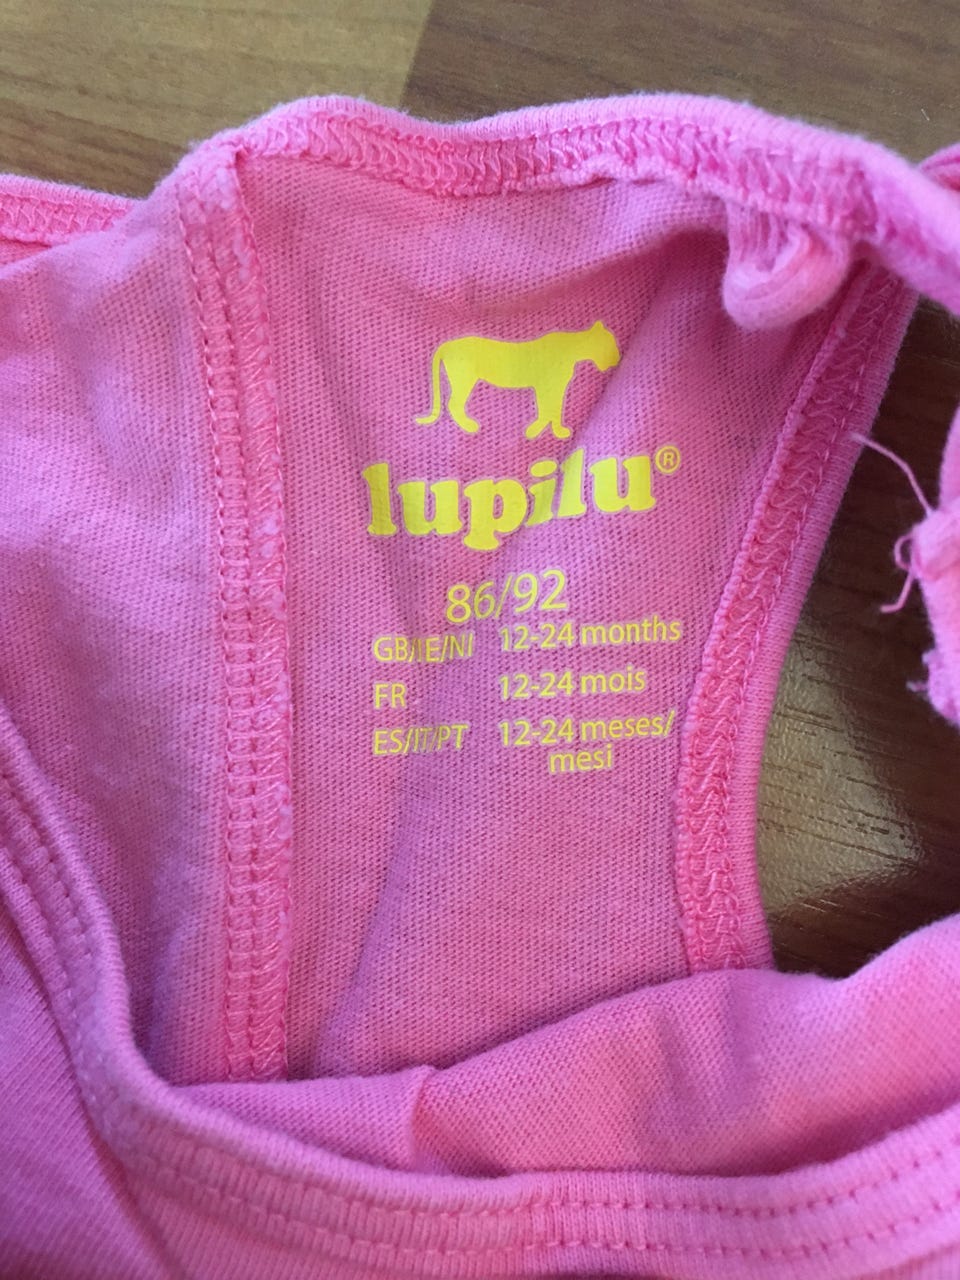 lupilu®
86/92
GB/IE/NI 12-24 months
FR 12-24 mois
ES/IT/PT 12-24 meses/
mesi